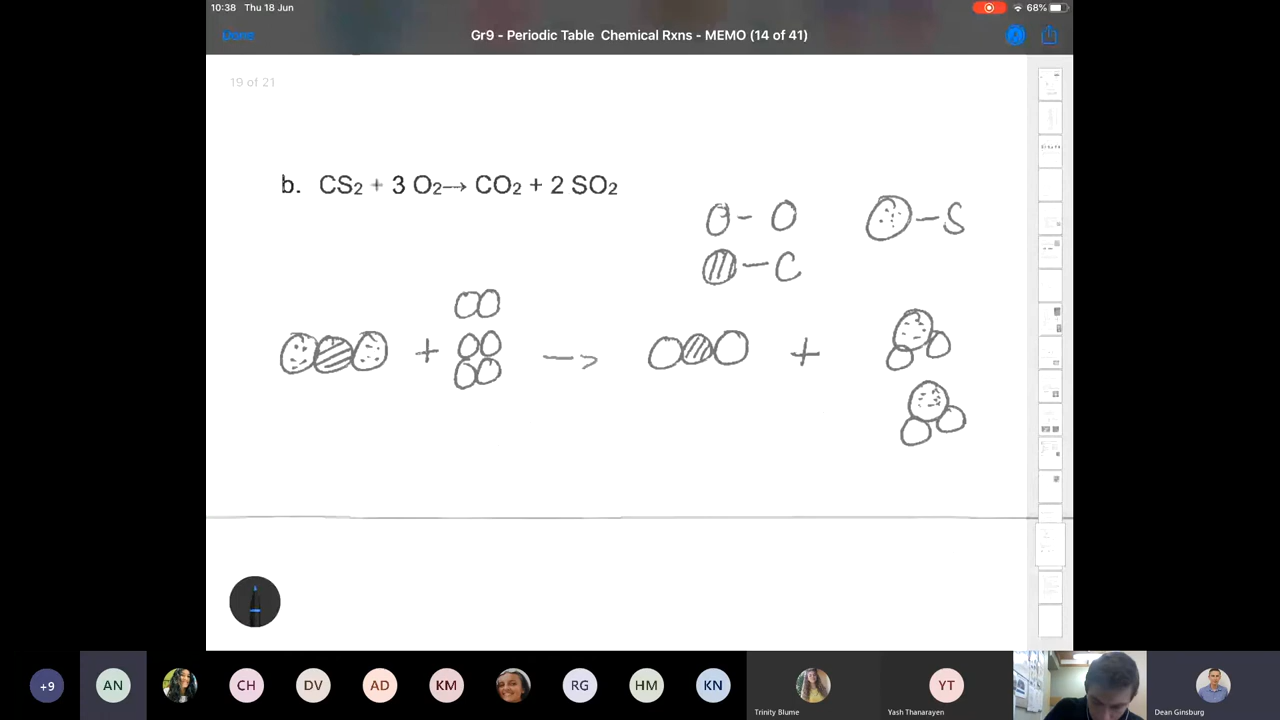 10:38 Thu 18 Jun
68%
Gr9 - Periodic Table Chemical Rxns - MEMO (14 of 41)
19 of 21
b. CS2 + 3 O2→ CO2 + 2 SO2
O - O
- S
- C
+ → +
+9
AN
CH
DV
AD
KM
RG
HM
KN
YT
Trinity Blume
Yash Thanarayen
Dean Ginsburg